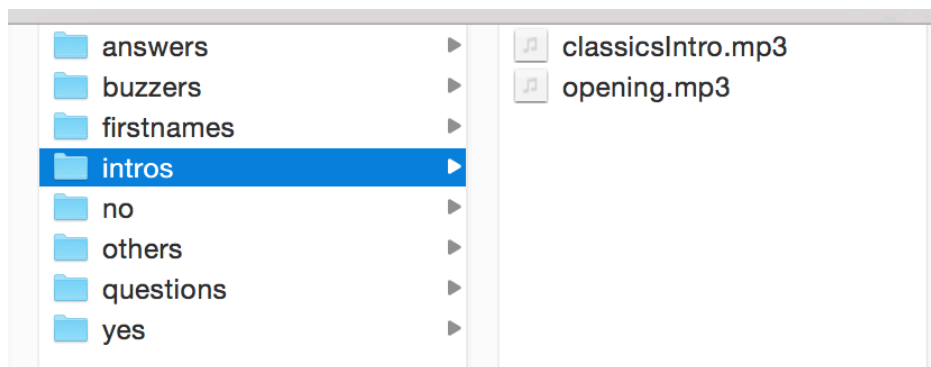 answers
buzzers
firstnames
intros
no
others
questions
yes
classicsIntro.mp3
opening.mp3